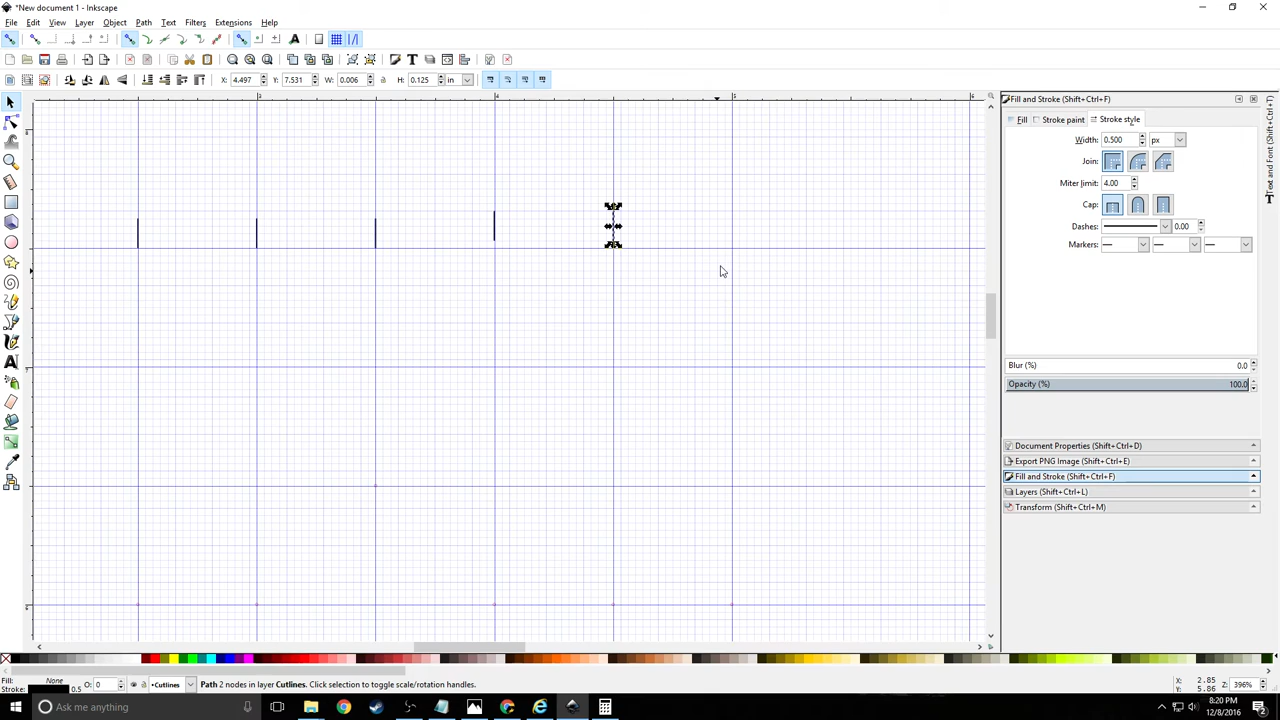 *New document 1 - Inkscape
File Edit View Layer Object Path Text Filters Extensions Help
X: 4.497 Y: 7.531 W: 0.006 H: 0.125 in
Fill and Stroke (Shift+Ctrl+F)
Fill Stroke paint Stroke style
Width: 0.500 px
Join:
Miter limit: 4.00
Cap:
Dashes: 0.00
Markers:
Blur (%) 0.0
Opacity (%) 100.0
Document Properties (Shift+Ctrl+D)
Export PNG Image (Shift+Ctrl+E)
Fill and Stroke (Shift+Ctrl+F)
Layers (Shift+Ctrl+L)
Transform (Shift+Ctrl+M)
Text and Font (Shift+Ctrl+T)
Fill: None
Stroke: 0.5 O: 0 •Cutlines Path 2 nodes in layer Cutlines. Click selection to toggle scale/rotation handles.
X: 2.85
Y: 5.86 Z: 396%
Ask me anything
8:20 PM
12/8/2016